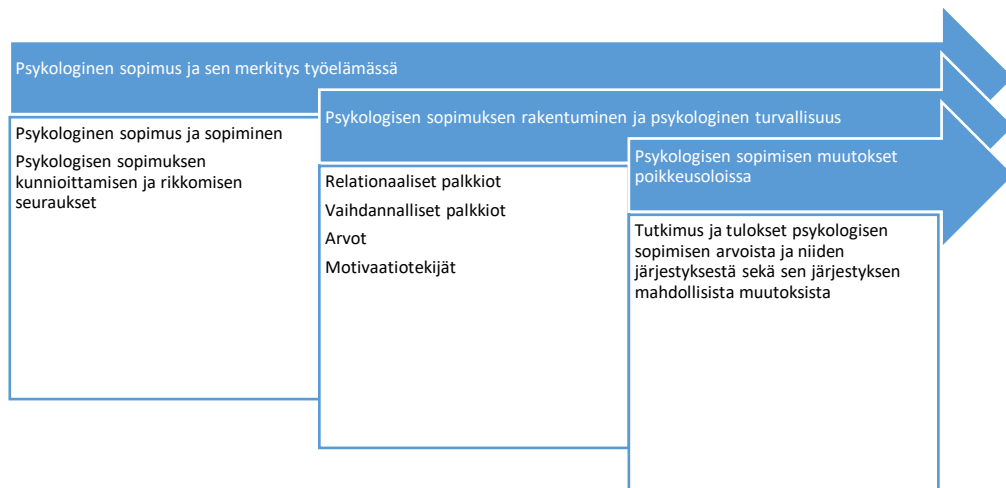 Psykologinen sopimus ja sen merkitys työelämässä
Psykologinen sopimus ja sopiminen
Psykologisen sopimuksen
kunnioittamisen ja rikkomisen
seuraukset
Psykologisen sopimuksen rakentuminen ja psykologinen turvallisuus
Relationaaliset palkkiot
Vaihdannalliset palkkiot
Arvot
Motivaatiotekijät
Psykologisen sopimisen muutokset
poikkeusoloissa
Tutkimus ja tulokset psykologisen
sopimisen arvoista ja niiden
järjestyksestä sekä sen järjestyksen
mahdollisista muutoksista